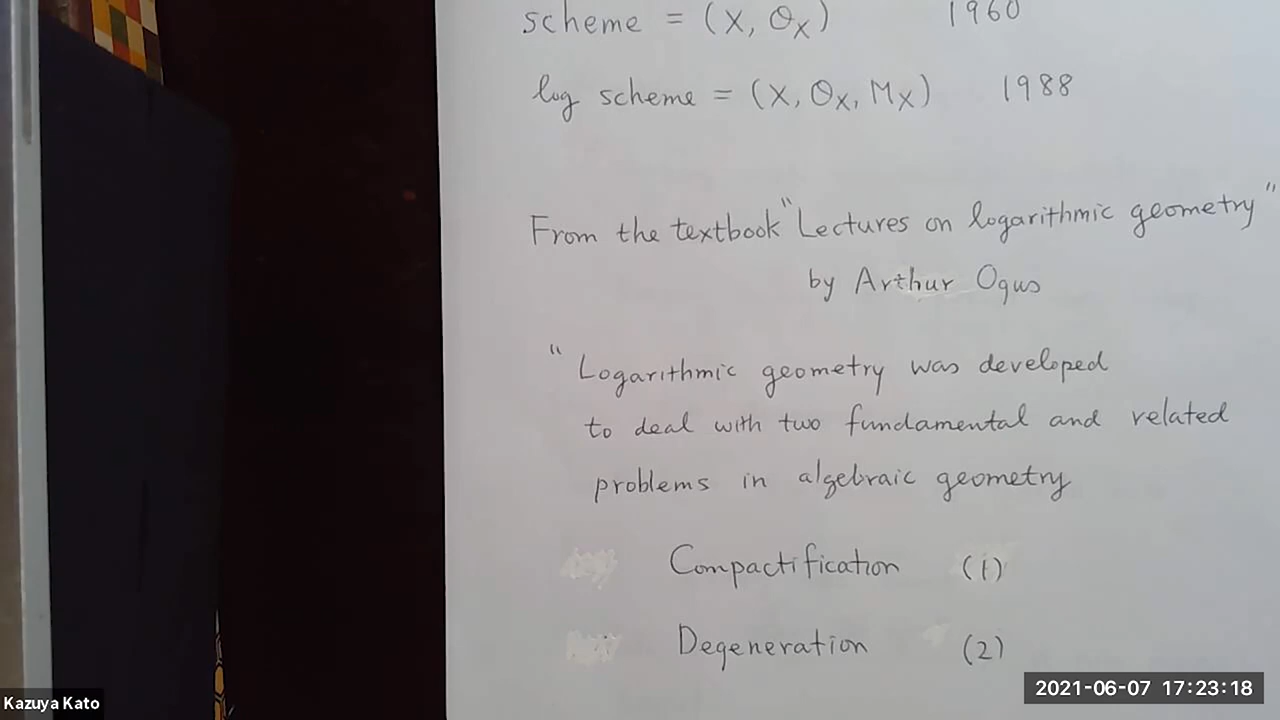 scheme = (X, O_X) 1960
log scheme = (X, O_X, M_X) 1988
From the textbook "Lectures on logarithmic geometry"
by Arthur Ogus
"Logarithmic geometry was developed
to deal with two fundamental and related
problems in algebraic geometry
Compactification (1)
Degeneration (2)
Kazuya Kato
2021-06-07 17:23:18